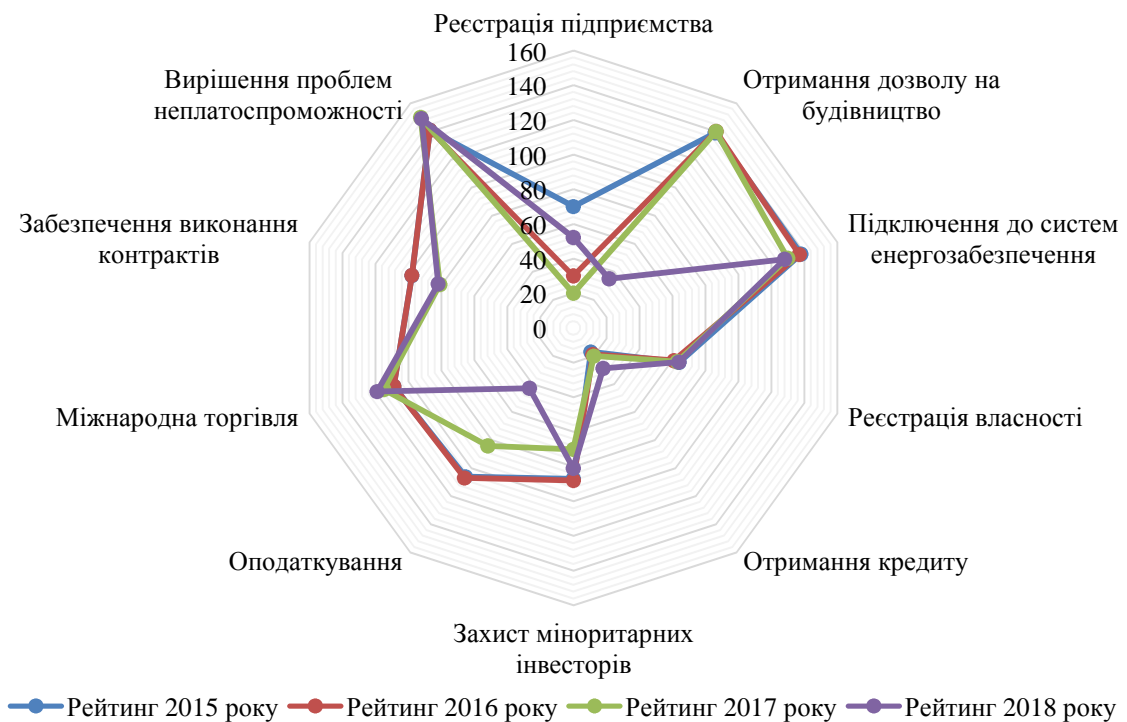 Реєстрація підприємства
160
140
120
100
80
60
40
20
0
Отримання дозволу на
будівництво
Підключення до систем
енергозабезпечення
Реєстрація власності
Отримання кредиту
Захист міноритарних
інвесторів
Оподаткування
Міжнародна торгівля
Забезпечення виконання
контрактів
Вирішення проблем
неплатоспроможності
Рейтинг 2015 року
Рейтинг 2016 року
Рейтинг 2017 року
Рейтинг 2018 року